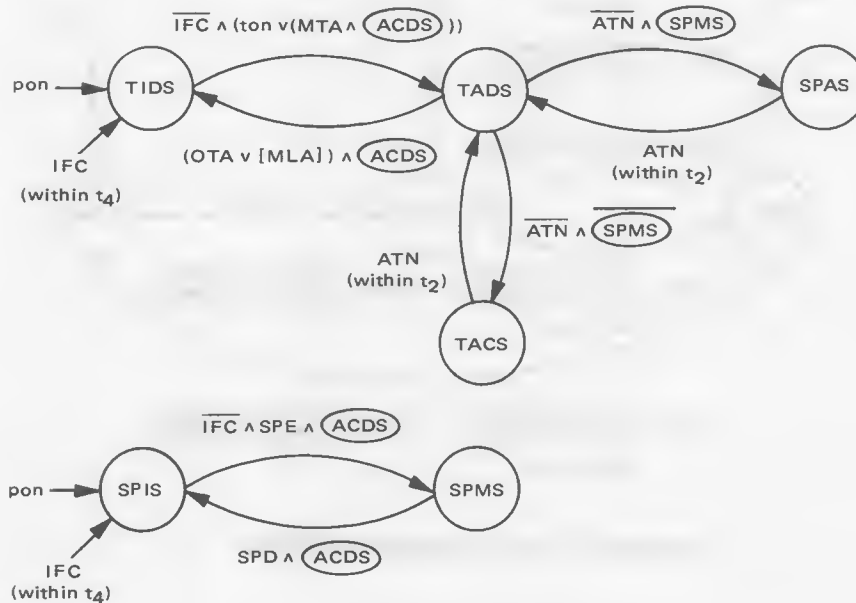 IFC ∧ (ton ∨ (MTA ∧ ACDS))
ATN ∧ SPMS
pon
TIDS
TADS
SPAS
IFC
(within t4)
(OTA ∨ [MLA]) ∧ ACDS
ATN
(within t2)
ATN ∧ SPMS
ATN
(within t2)
TACS
IFC ∧ SPE ∧ ACDS
pon
SPIS
SPMS
IFC
(within t4)
SPD ∧ ACDS